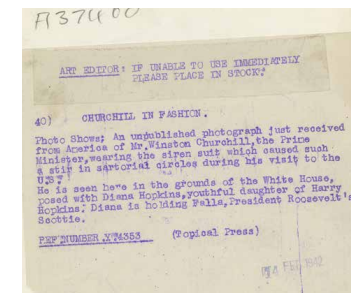 A37400
ART EDITOR: IF UNABLE TO USE IMMEDIATELY
PLEASE PLACE IN STOCK.
40) CHURCHILL IN FASHION.
Photo Shows: An unpublished photograph just received
from America of Mr.Winston Churchill,the Prime
Minister,wearing the siren suit which caused such
a stir in sartorial circles during his visit to the
U.S.
He is seen here in the grounds of the White House,
posed with Diana Hopkins,youthful daughter of Harry
Hopkins. Diana is holding Falla,President Roosevelt's
Scottie.
REF.NUMBER X74353 (Topical Press)
FEB 1942